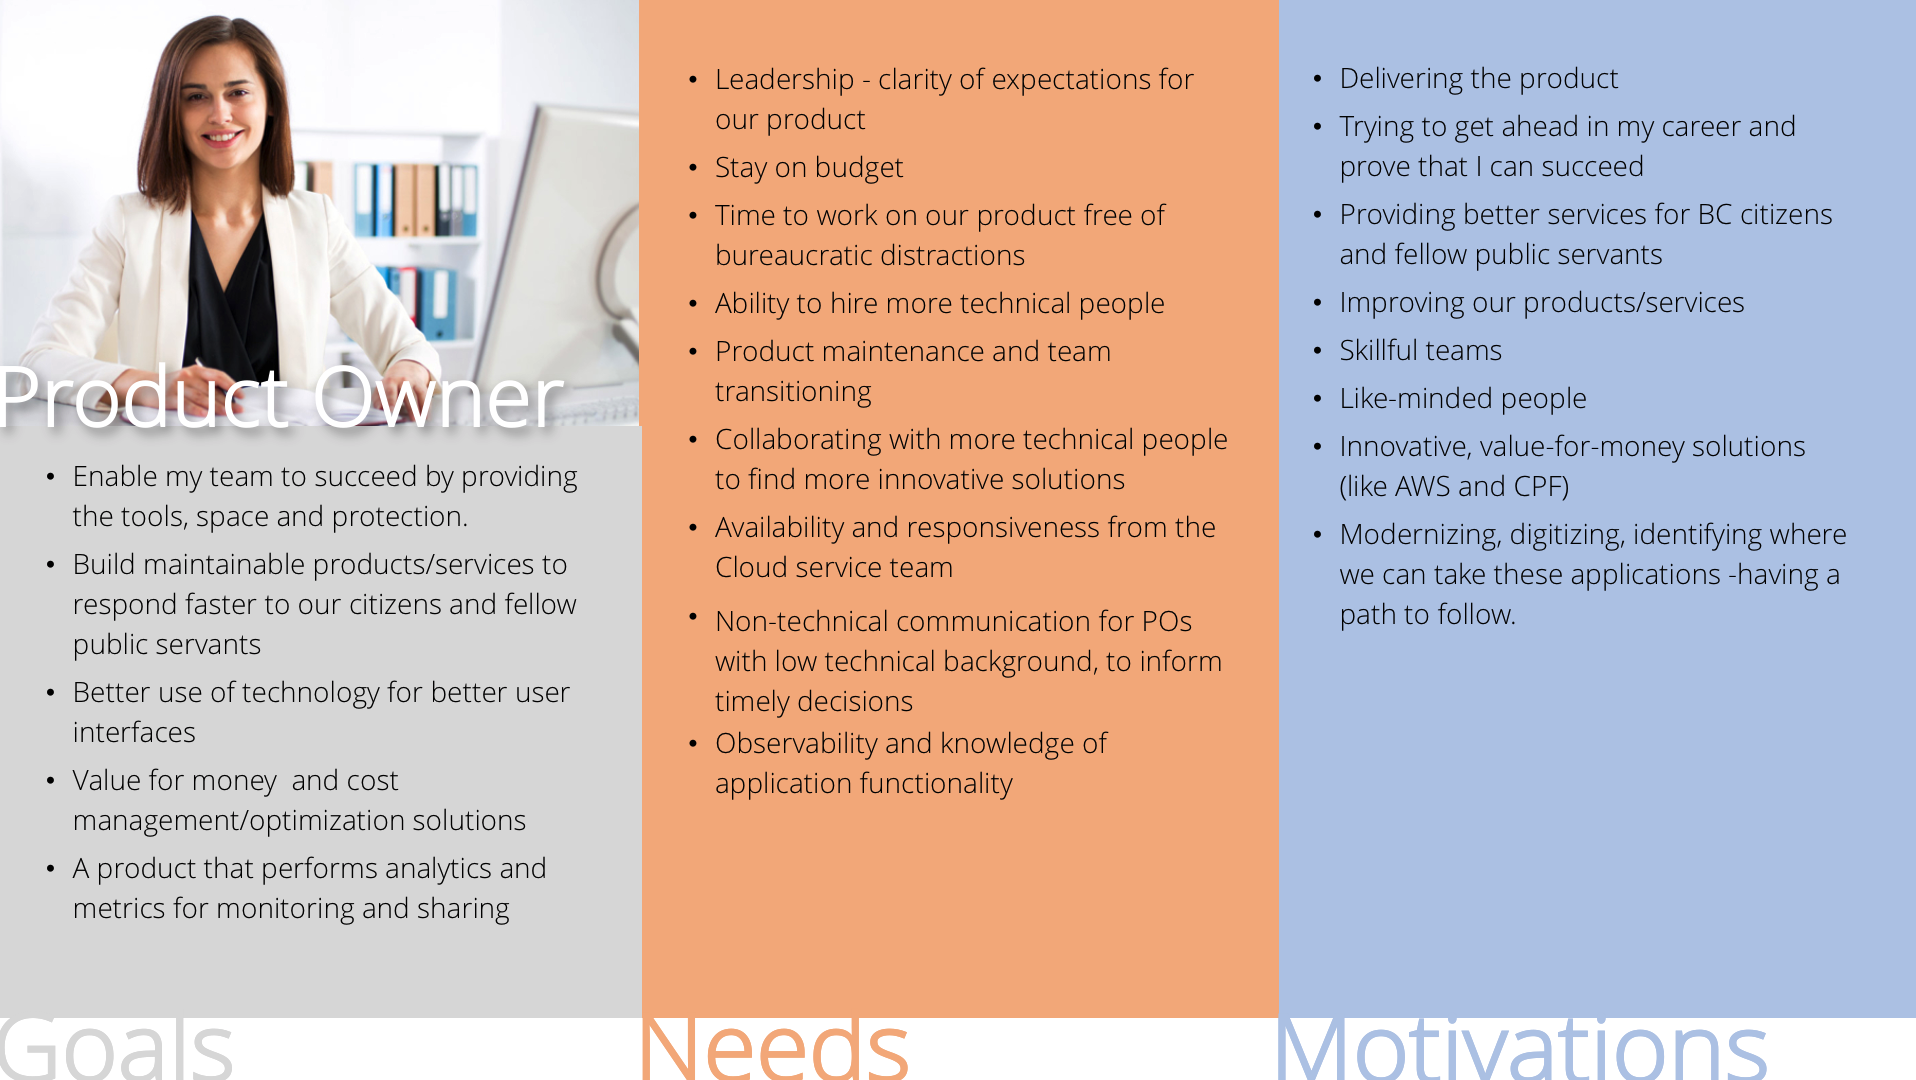 Product Owner
• Enable my team to succeed by providing
the tools, space and protection.
• Build maintainable products/services to
respond faster to our citizens and fellow
public servants
• Better use of technology for better user
interfaces
• Value for money  and cost
management/optimization solutions
• A product that performs analytics and
metrics for monitoring and sharing
Goals
• Leadership - clarity of expectations for
our product
• Stay on budget
• Time to work on our product free of
bureaucratic distractions
• Ability to hire more technical people
• Product maintenance and team
transitioning
• Collaborating with more technical people
to find more innovative solutions
• Availability and responsiveness from the
Cloud service team
• Non-technical communication for POs
with low technical background, to inform
timely decisions
• Observability and knowledge of
application functionality
Needs
• Delivering the product
• Trying to get ahead in my career and
prove that I can succeed
• Providing better services for BC citizens
and fellow public servants
• Improving our products/services
• Skillful teams
• Like-minded people
• Innovative, value-for-money solutions
(like AWS and CPF)
• Modernizing, digitizing, identifying where
we can take these applications -having a
path to follow.
Motivations